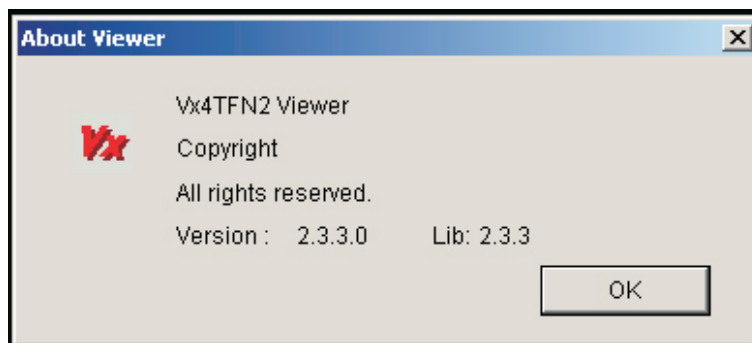 About Viewer
Vx4TFN2 Viewer
Vx
Copyright
All rights reserved.
Version : 2.3.3.0 Lib: 2.3.3
OK